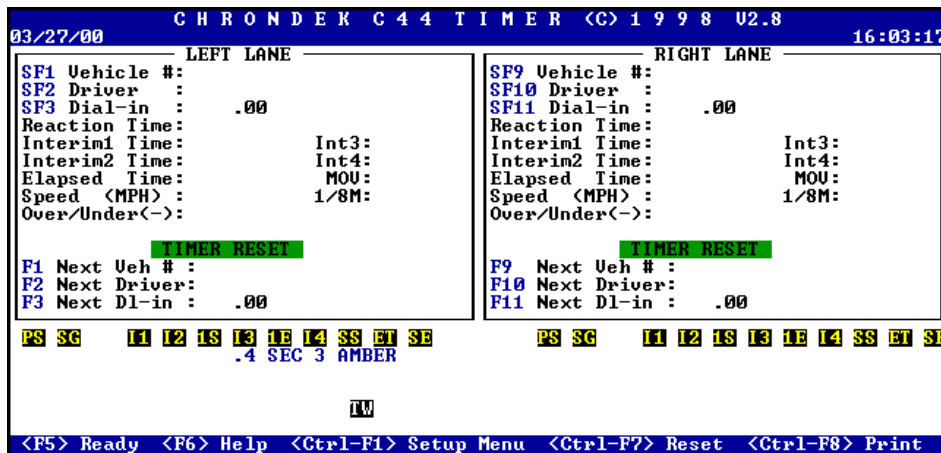 C H R O N D E K C 4 4 T I M E R (C) 1 9 9 8 V2.8
03/27/00 16:03:17
LEFT LANE
SF1 Vehicle #:
SF2 Driver :
SF3 Dial-in : .00
Reaction Time:
Interim1 Time: Int3:
Interim2 Time: Int4:
Elapsed Time: MOV:
Speed (MPH) : 1/8M:
Over/Under(-):
TIMER RESET
F1 Next Veh # :
F2 Next Driver:
F3 Next Dl-in : .00
RIGHT LANE
SF9 Vehicle #:
SF10 Driver :
SF11 Dial-in : .00
Reaction Time:
Interim1 Time: Int3:
Interim2 Time: Int4:
Elapsed Time: MOV:
Speed (MPH) : 1/8M:
Over/Under(-):
TIMER RESET
F9 Next Veh # :
F10 Next Driver:
F11 Next Dl-in : .00
PS SG I1 I2 1S I3 1E I4 SS ET SE
PS SG I1 I2 1S I3 1E I4 SS ET SE
.4 SEC 3 AMBER
TW
<F5> Ready <F6> Help <Ctrl-F1> Setup Menu <Ctrl-F7> Reset <Ctrl-F8> Print